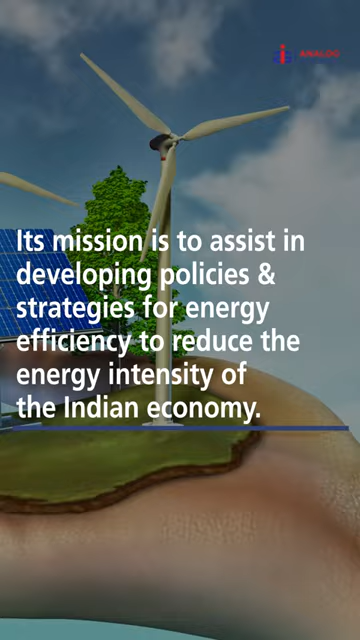 ANALOG
Its mission is to assist in
developing policies &
strategies for energy
efficiency to reduce the
energy intensity of
the Indian economy.